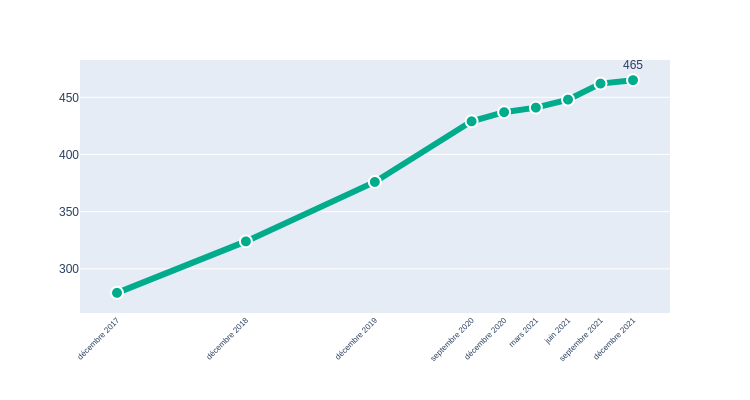 465
450
400
350
300
décembre 2017
décembre 2018
décembre 2019
septembre 2020
décembre 2020
mars 2021
juin 2021
septembre 2021
décembre 2021